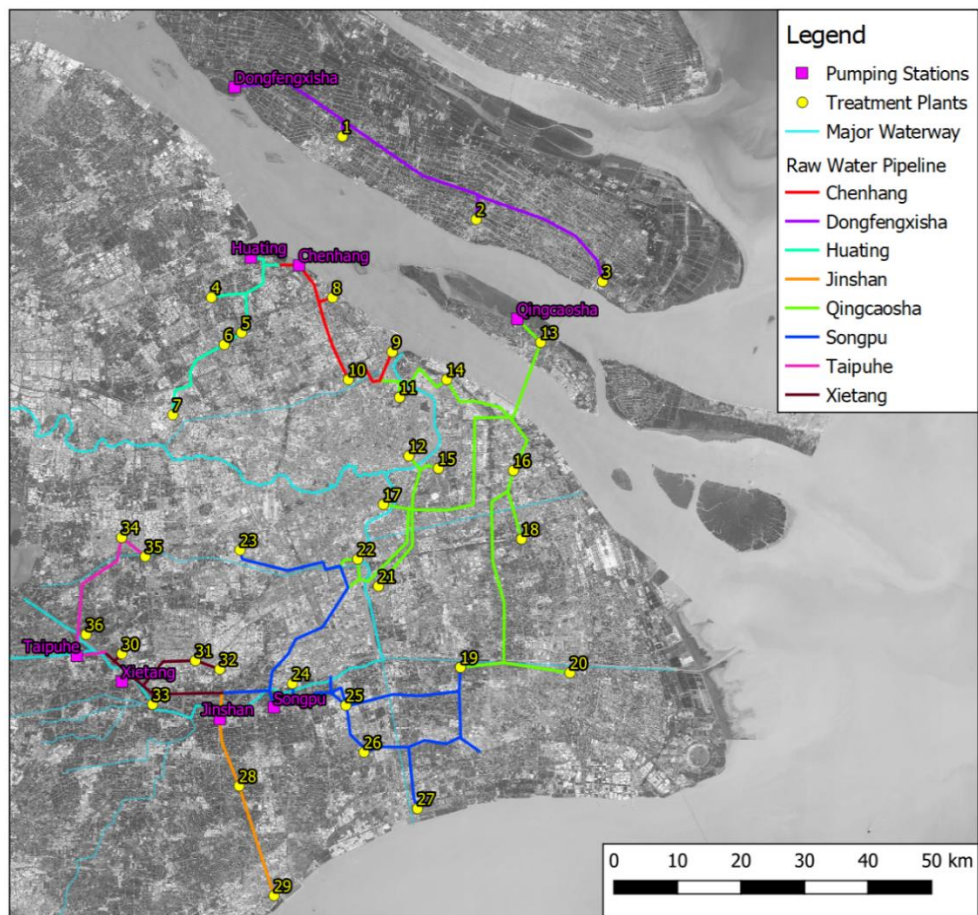 Legend
Pumping Stations
Treatment Plants
Major Waterway
Raw Water Pipeline
Chenhang
Dongfengxisha
Huating
Jinshan
Qingcaosha
Songpu
Taipuhe
Xietang
Dongfengxisha
1
2
3
Huating
Chenhang
4
8
5
6
Qingcaosha
13
9
10
14
11
7
12
15
16
17
34
35
23
22
18
21
36
Taipuhe
30
31
32
19
20
Xietang
24
33
Jinshan
Songpu
25
26
28
27
29
0 10 20 30 40 50 km